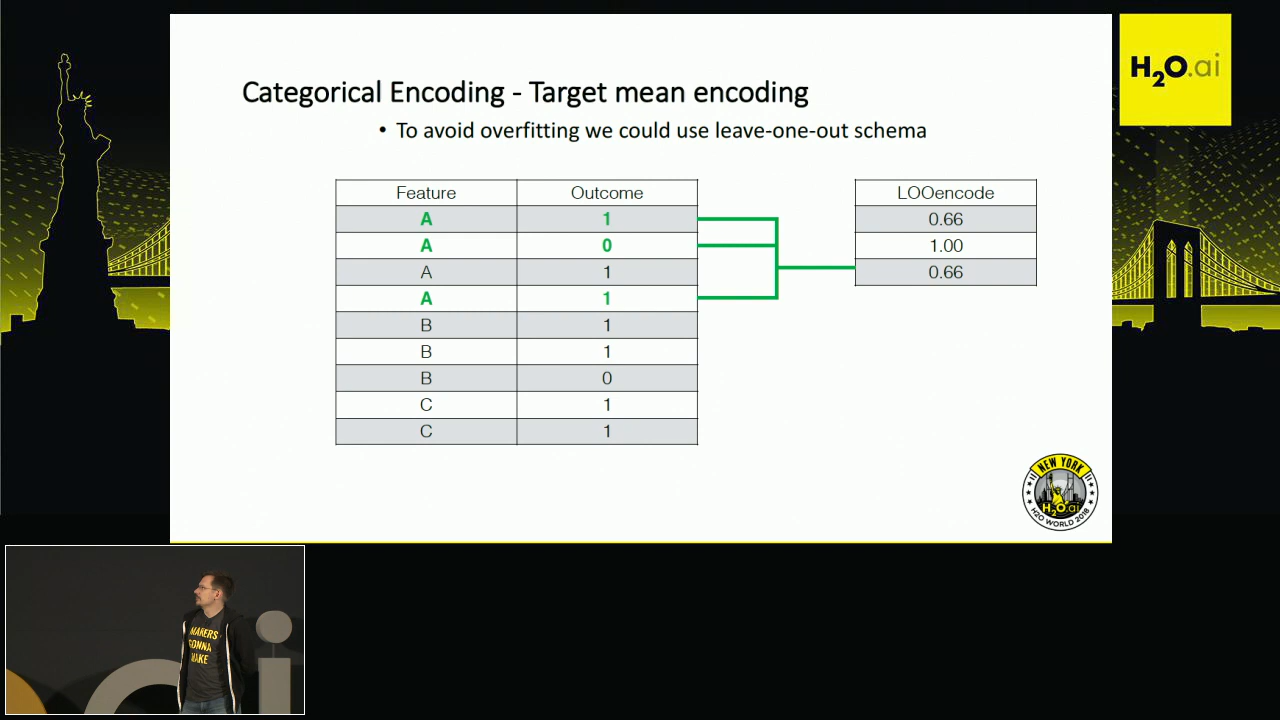 H2O.ai
Categorical Encoding - Target mean encoding
• To avoid overfitting we could use leave-one-out schema
Feature Outcome LOOencode
A 1 0.66
A 0 1.00
A 1 0.66
A 1
B 1
B 1
B 0
C 1
C 1
NEW YORK
H2O.ai
H2O WORLD 2018
MAKERS
GONNA
MAKE